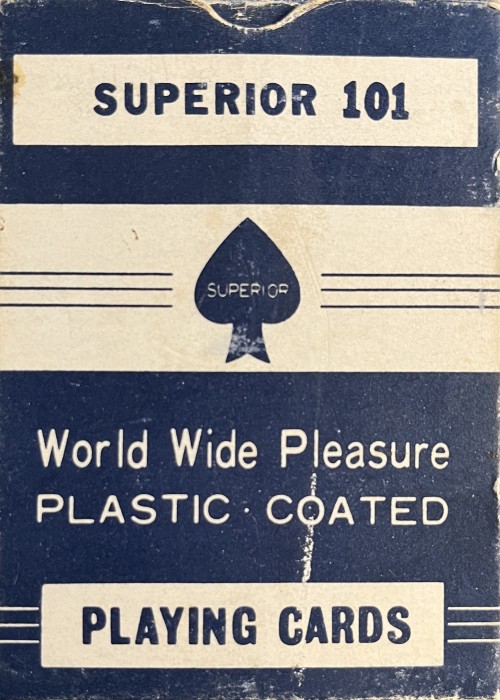 SUPERIOR 101
SUPERIOR
World Wide Pleasure
PLASTIC · COATED
PLAYING CARDS